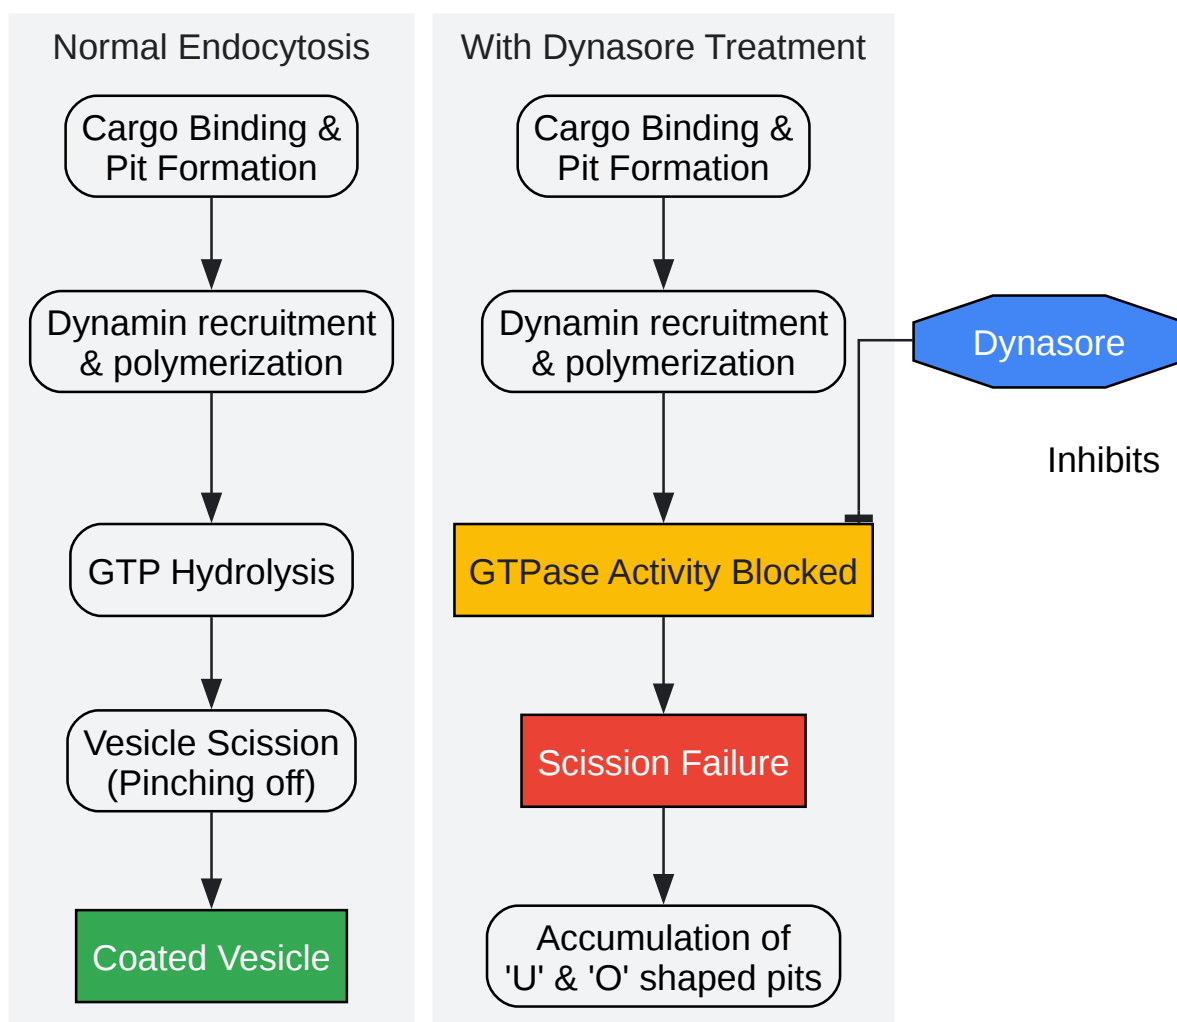 Normal Endocytosis
Cargo Binding &
Pit Formation
Dynamin recruitment
& polymerization
GTP Hydrolysis
Vesicle Scission
(Pinching off)
Coated Vesicle
With Dynasore Treatment
Cargo Binding &
Pit Formation
Dynamin recruitment
& polymerization
GTPase Activity Blocked
Scission Failure
Accumulation of
'U' & 'O' shaped pits
Dynasore
Inhibits